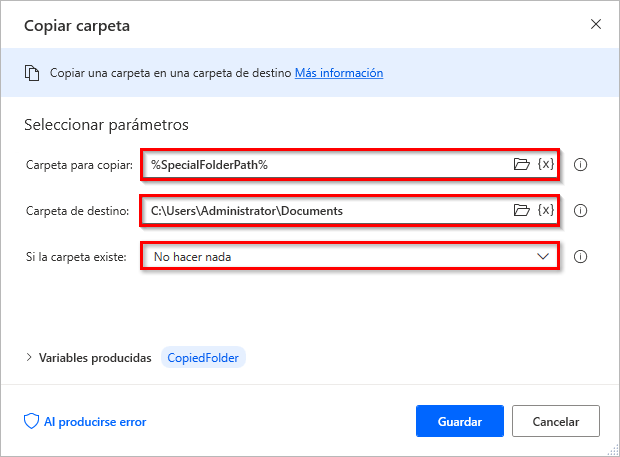 Copiar carpeta
Copiar una carpeta en una carpeta de destino Más información
Seleccionar parámetros
Carpeta para copiar: %SpecialFolderPath% {x}
Carpeta de destino: C:\Users\Administrator\Documents {x}
Si la carpeta existe: No hacer nada
Variables producidas CopiedFolder
Al producirse error Guardar Cancelar